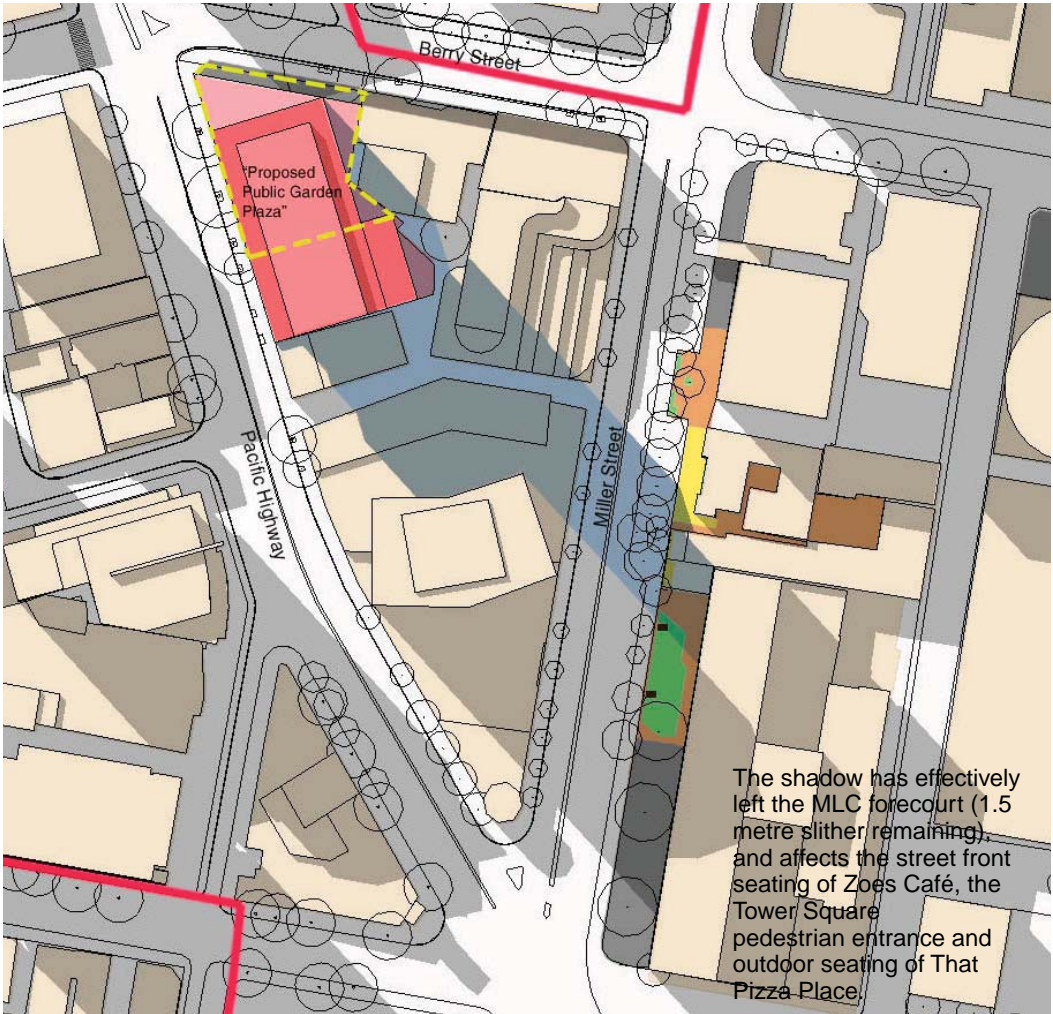 Berry Street
"Proposed
Public Garden
Plaza"
Pacific Highway
Miller Street
The shadow has effectively
left the MLC forecourt (1.5
metre slither remaining),
and affects the street front
seating of Zoes Café, the
Tower Square
pedestrian entrance and
outdoor seating of That
Pizza Place.